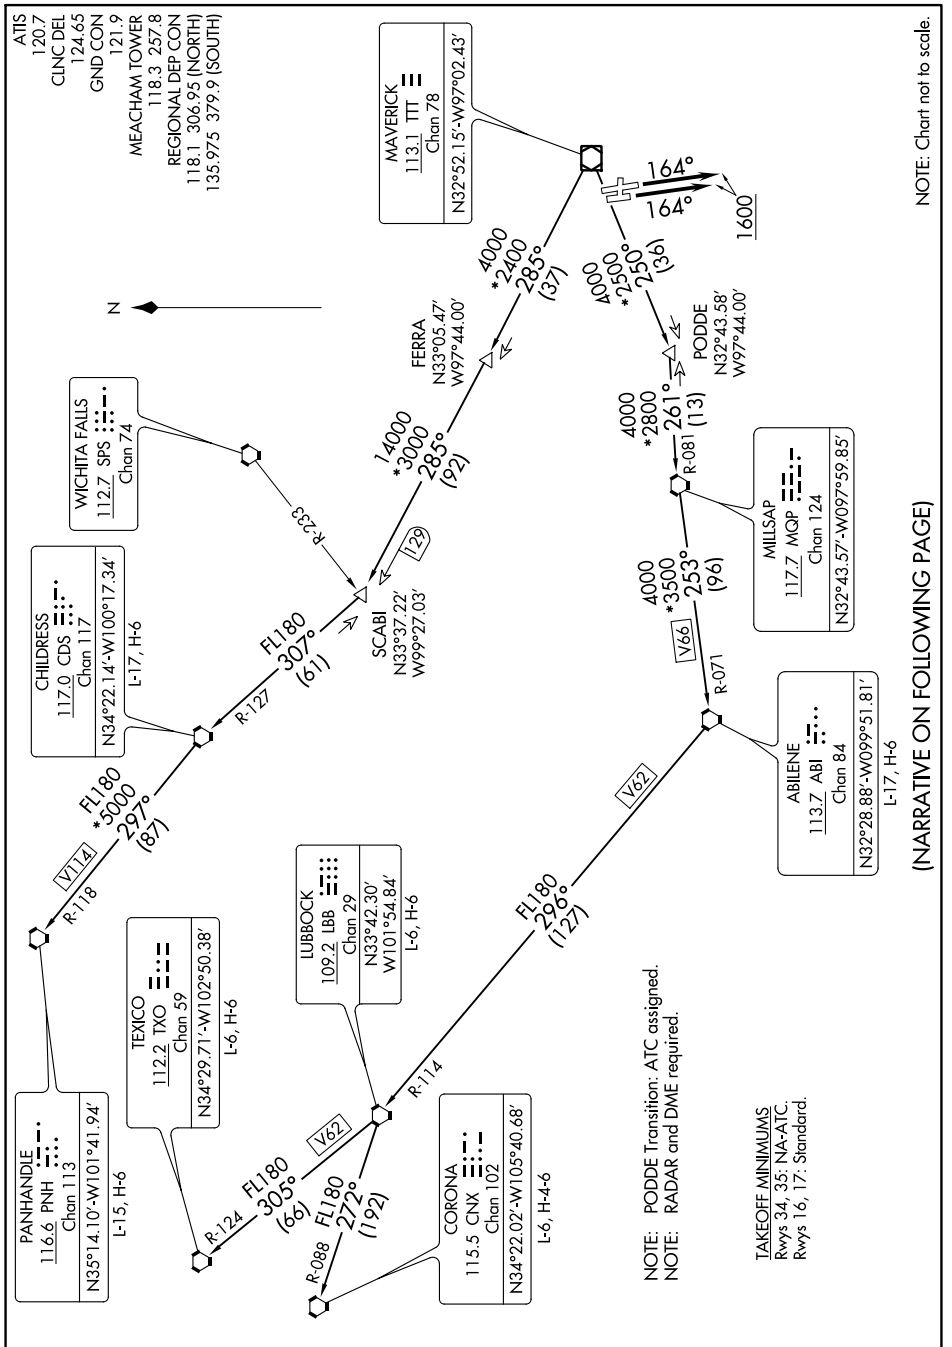 ATIS
120.7
CLNC DEL
124.65
GND CON
121.9
MEACHAM TOWER
118.3 257.8
REGIONAL DEP CON
118.1 306.95 (NORTH)
135.975 379.9 (SOUTH)
MAVERICK
113.1 TTT
Chan 78
N32°52.15'-W97°02.43'
N
WICHITA FALLS
112.7 SPS
Chan 74
R-233
CHILDRESS
117.0 CDS
Chan 117
N34°22.14'-W100°17.34'
L-17, H-6
PANHANDLE
116.6 PNH
Chan 113
N35°14.10'-W101°41.94'
L-15, H-6
TEXICO
112.2 TXO
Chan 59
N34°29.71'-W102°50.38'
L-6, H-6
LUBBOCK
109.2 LBB
Chan 29
N33°42.30'
W101°54.84'
L-6, H-6
CORONA
115.5 CNX
Chan 102
N34°22.02'-W105°40.68'
L-6, H-4-6
ABILENE
113.7 ABI
Chan 84
N32°28.88'-W099°51.81'
L-17, H-6
MILLSAP
117.7 MQP
Chan 124
N32°43.57'-W097°59.85'
FERRA
N33°05.47'
W97°44.00'
SCABI
N33°37.22'
W99°27.03'
PODDE
N32°43.58'
W97°44.00'
4000
*2400
285°
(37)
14000
*3000
285°
(92)
129
FL180
307°
(61)
R-127
FL180
*5000
297°
(87)
V114
R-118
4000
*2500
250°
(36)
4000
*2800
261°
(13)
R-081
4000
*3500
253°
(96)
V66
R-071
V62
FL180
296°
(127)
R-114
V62
FL180
305°
(66)
R-124
FL180
272°
(192)
R-088
164°
164°
1600
NOTE: PODDE Transition: ATC assigned.
NOTE: RADAR and DME required.
TAKEOFF MINIMUMS
Rwys 34, 35: NA-ATC.
Rwys 16, 17: Standard.
(NARRATIVE ON FOLLOWING PAGE)
NOTE: Chart not to scale.